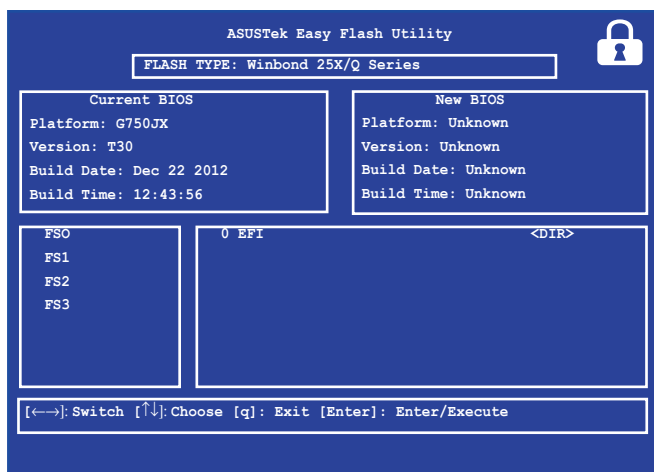 ASUSTek Easy Flash Utility
FLASH TYPE: Winbond 25X/Q Series
Current BIOS
Platform: G750JX
Version: T30
Build Date: Dec 22 2012
Build Time: 12:43:56
New BIOS
Platform: Unknown
Version: Unknown
Build Date: Unknown
Build Time: Unknown
FSO
FS1
FS2
FS3
0 EFI <DIR>
[←→]: Switch [↑↓]: Choose [q]: Exit [Enter]: Enter/Execute